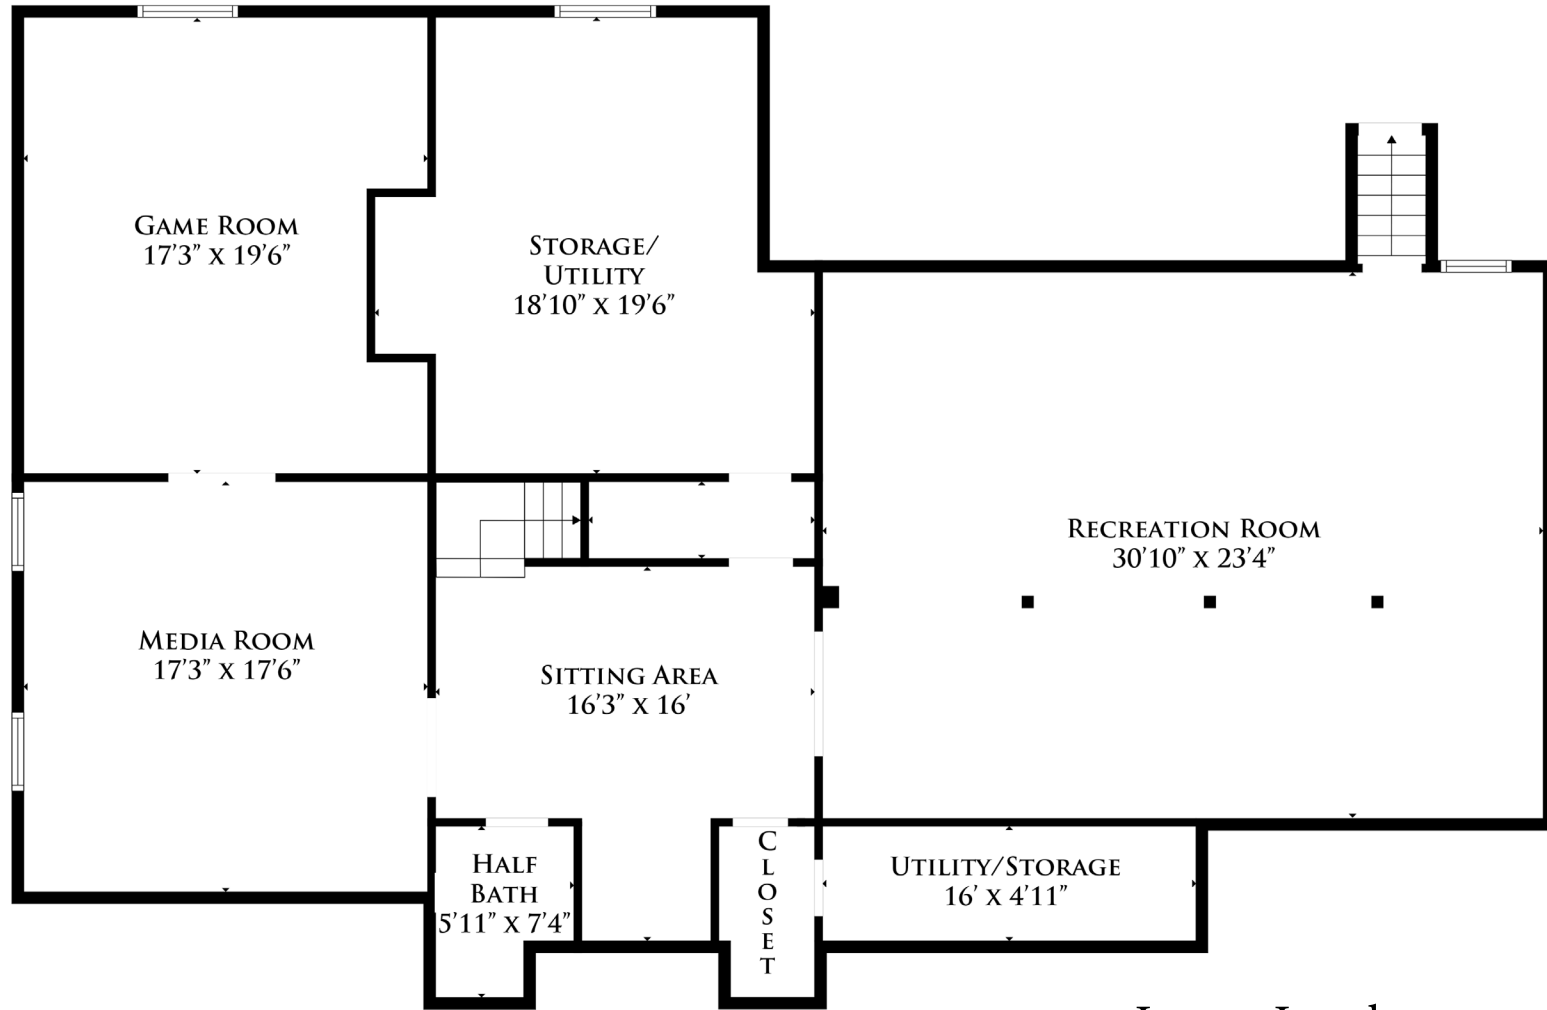 Game Room
17'3" x 19'6"
Storage/
Utility
18'10" x 19'6"
Recreation Room
30'10" x 23'4"
Media Room
17'3" x 17'6"
Sitting Area
16'3" x 16'
Half
Bath
5'11" x 7'4"
Closet
Utility/Storage
16' x 4'11"